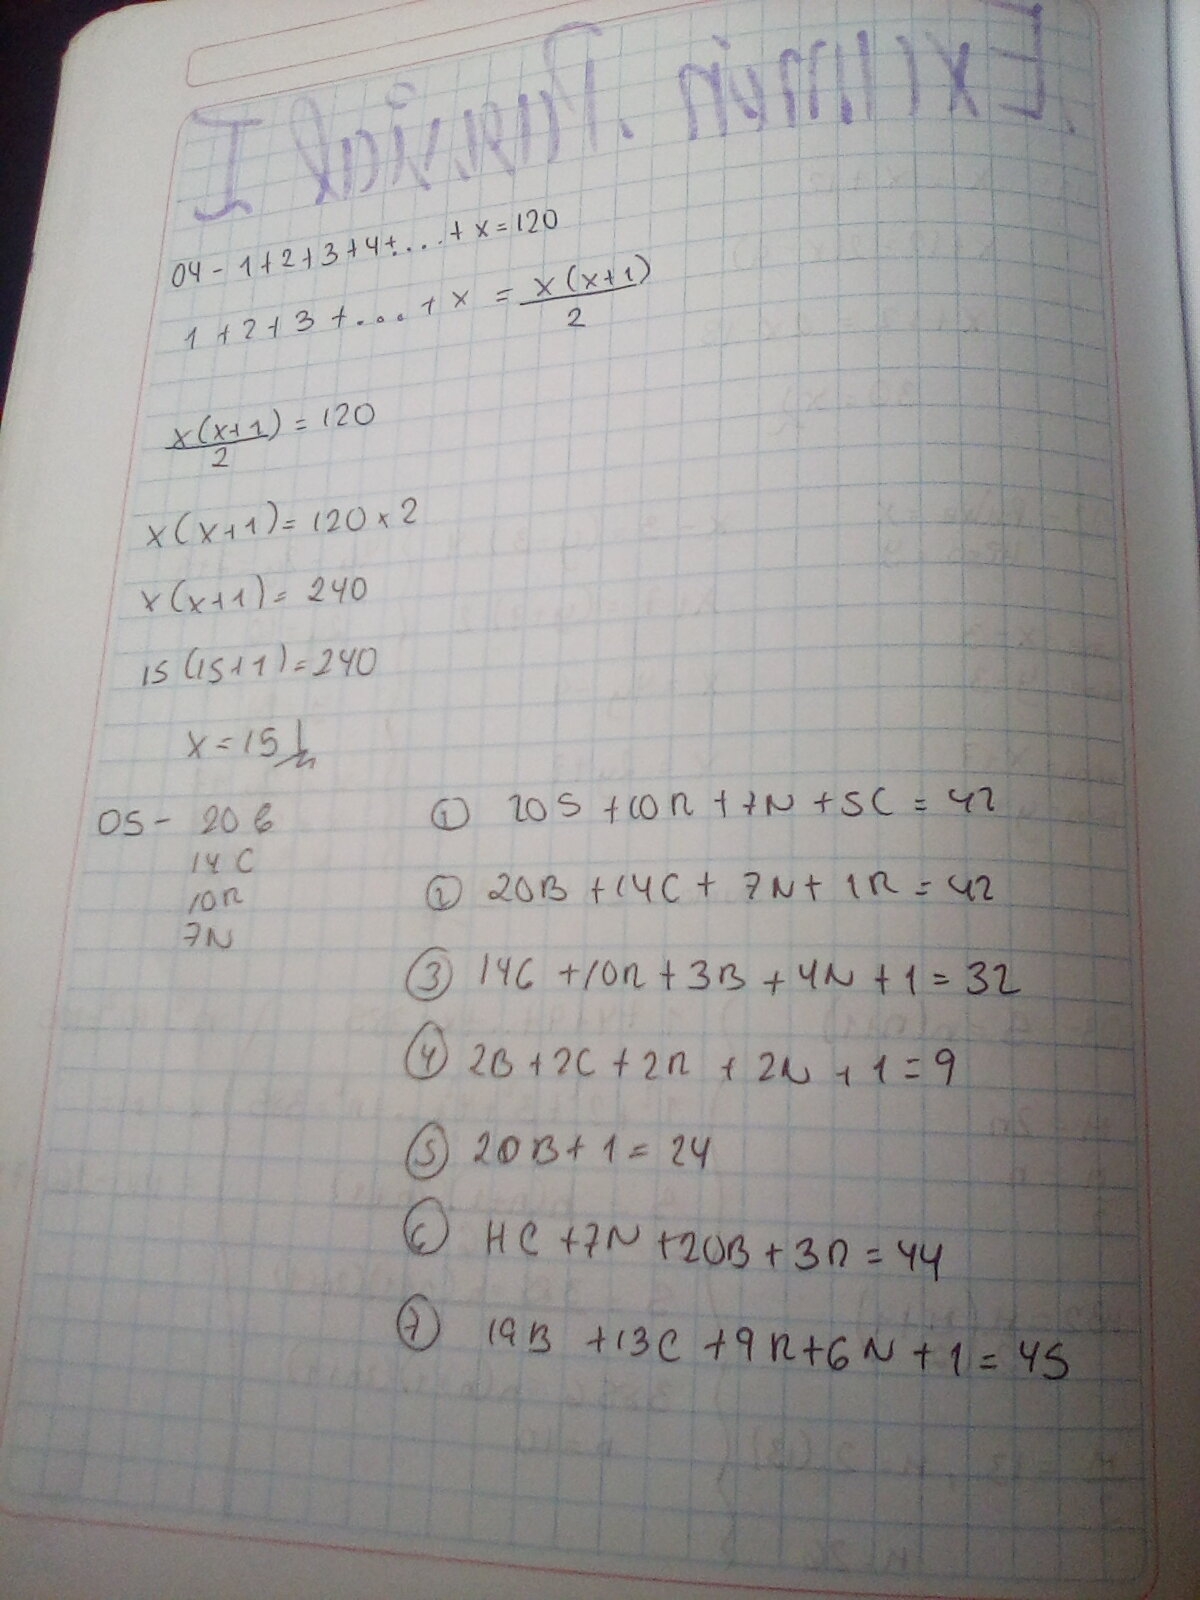 Examen Parcial I
04 - 1+2+3+4+...+ x = 120
1+2+3+...+ x = x(x+1)/2
x(x+1)/2 = 120
x(x+1) = 120 x 2
x(x+1) = 240
15(15+1) = 240
x = 15
05 - 20B
14C
10R
7N
① 20S + 10R + 7N + 5C = 42
② 20B + 14C + 7N + 1R = 42
③ 14C + 10R + 3B + 4N + 1 = 32
④ 2B + 2C + 2R + 2N + 1 = 9
⑤ 20B + 1 = 24
⑥ 14C + 7N + 20B + 3R = 44
⑦ 19B + 13C + 9R + 6N + 1 = 45